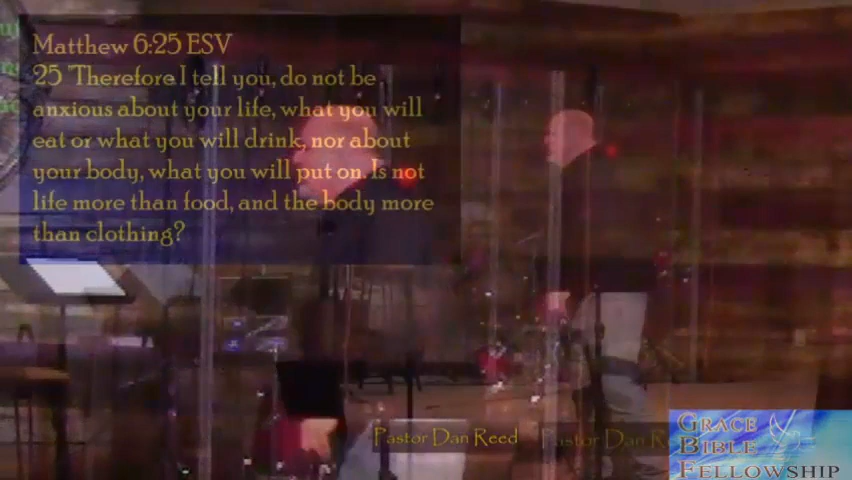 Matthew 6:25 ESV
25 "Therefore I tell you, do not be
anxious about your life, what you will
eat or what you will drink, nor about
your body, what you will put on. Is not
life more than food, and the body more
than clothing?
Pastor Dan Reed
Pastor Dan
GRACE
BIBLE
FELLOWSHIP